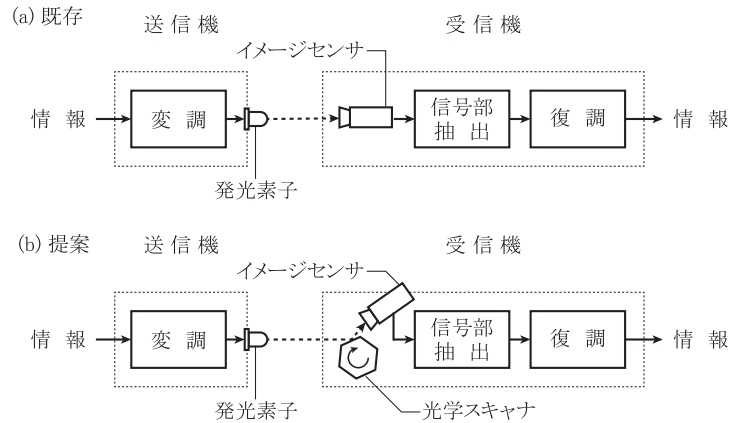 (a) 既存
送信機
受信機
イメージセンサ
情報
変調
信号部
抽出
復調
情報
発光素子
(b) 提案
送信機
受信機
イメージセンサ
情報
変調
信号部
抽出
復調
情報
発光素子
光学スキャナ